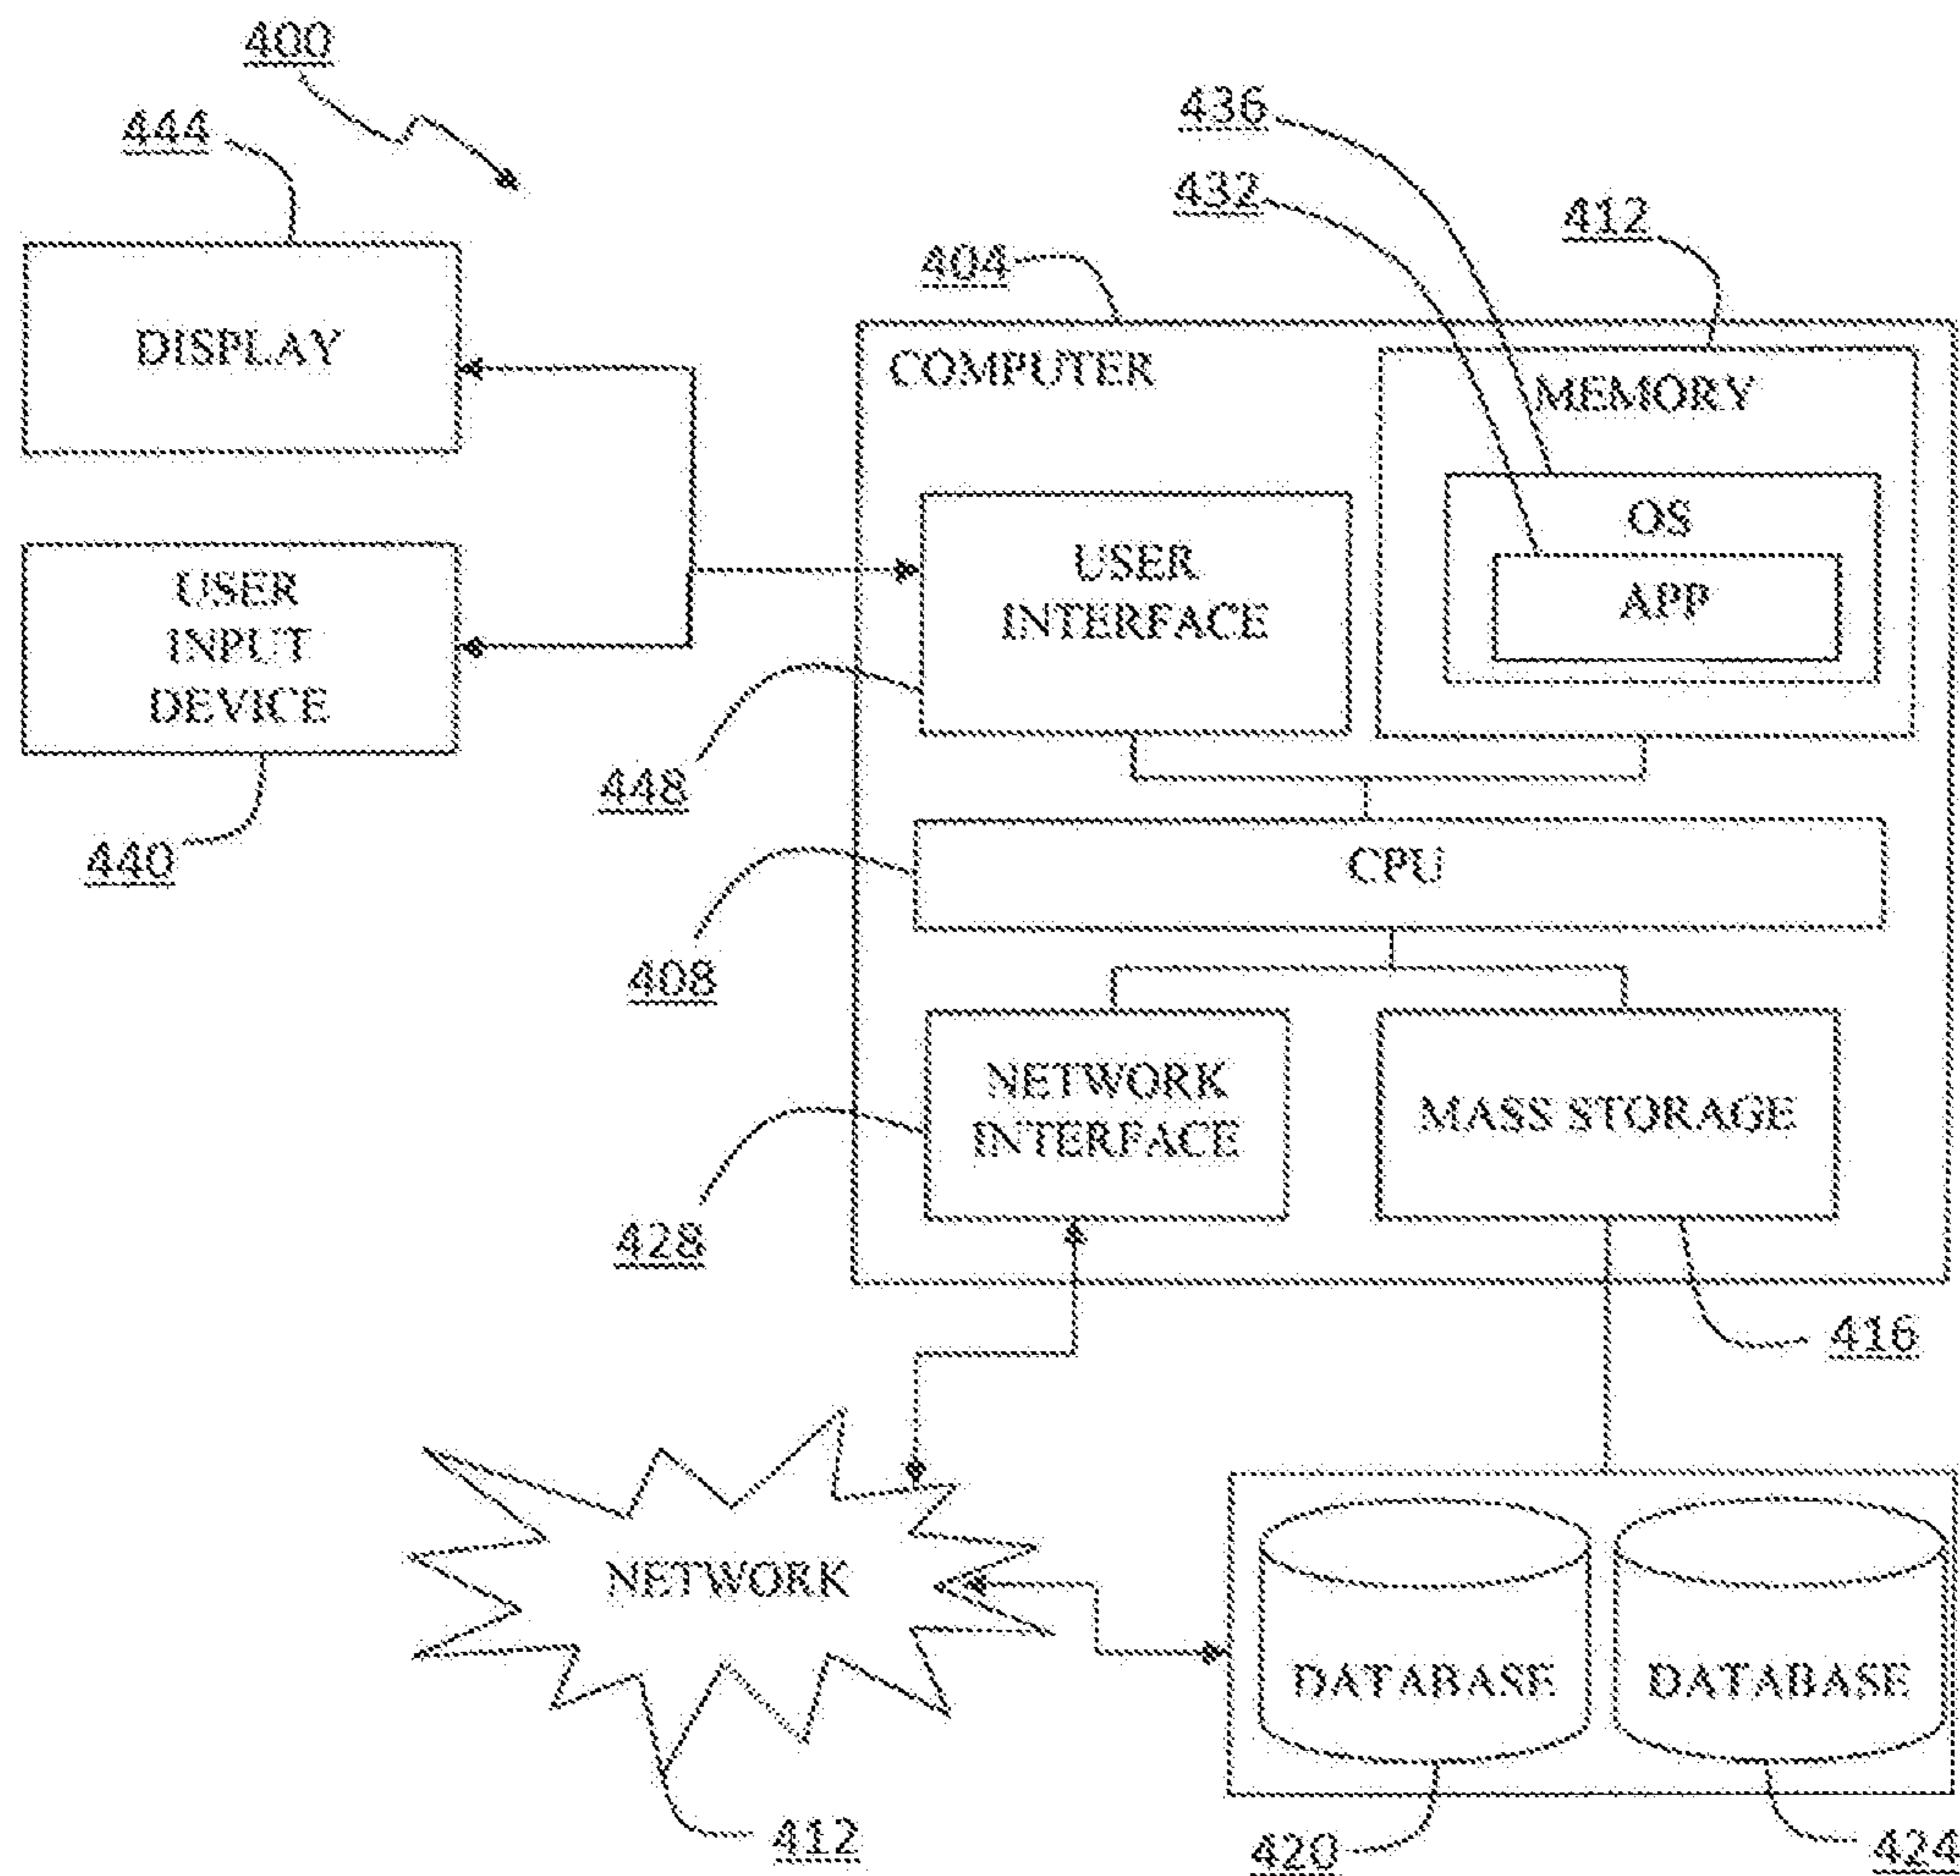 400
444
436
432
412
404
DISPLAY
COMPUTER
MEMORY
OS
APP
USER
INTERFACE
USER
INPUT
DEVICE
448
440
CPU
408
NETWORK
INTERFACE
MASS STORAGE
428
416
NETWORK
DATABASE
DATABASE
412
420
424